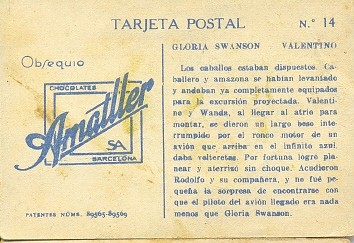 TARJETA POSTAL
N.º 14
Obsequio
CHOCOLATES
Amatller
SA
BARCELONA
PATENTES NÚMS. 89565-89569
GLORIA SWANSON VALENTINO
Los caballos estaban dispuestos. Ca-
ballero y amazona se habían levantado
y andaban ya completamente equipados
para la excursión proyectada. Valenti-
no y Wanda, al llegar al atrio para
montar, se dieron un largo beso inte-
rrumpido por el ronco motor de un
avión que arriba en el infinito azul,
daba volteretas. Por fortuna logró pla-
near y aterrizó sin choque. Acudieron
Rodolfo y su compañera, y no fué pe-
queña la sorpresa de encontrarse con
que el piloto del avión llegado era nada
menos que Gloria Swanson.